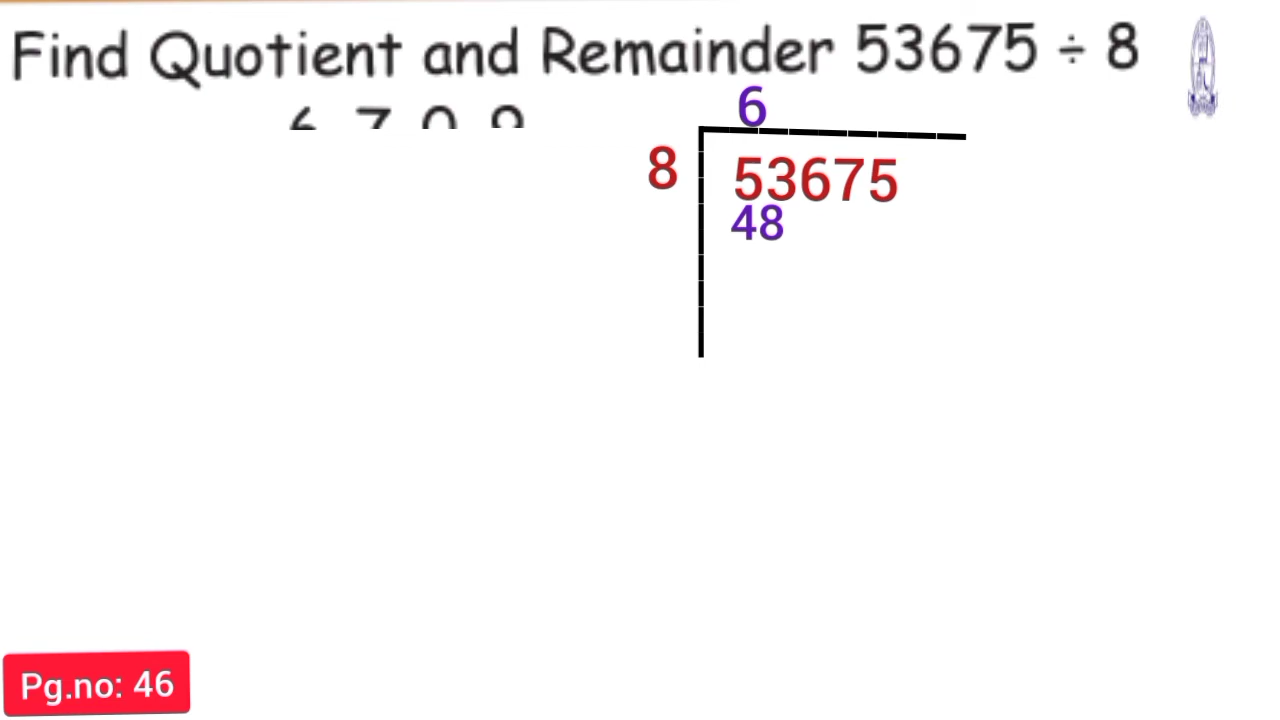 Find Quotient and Remainder 53675 ÷ 8
6
8 53675
48
Pg.no: 46